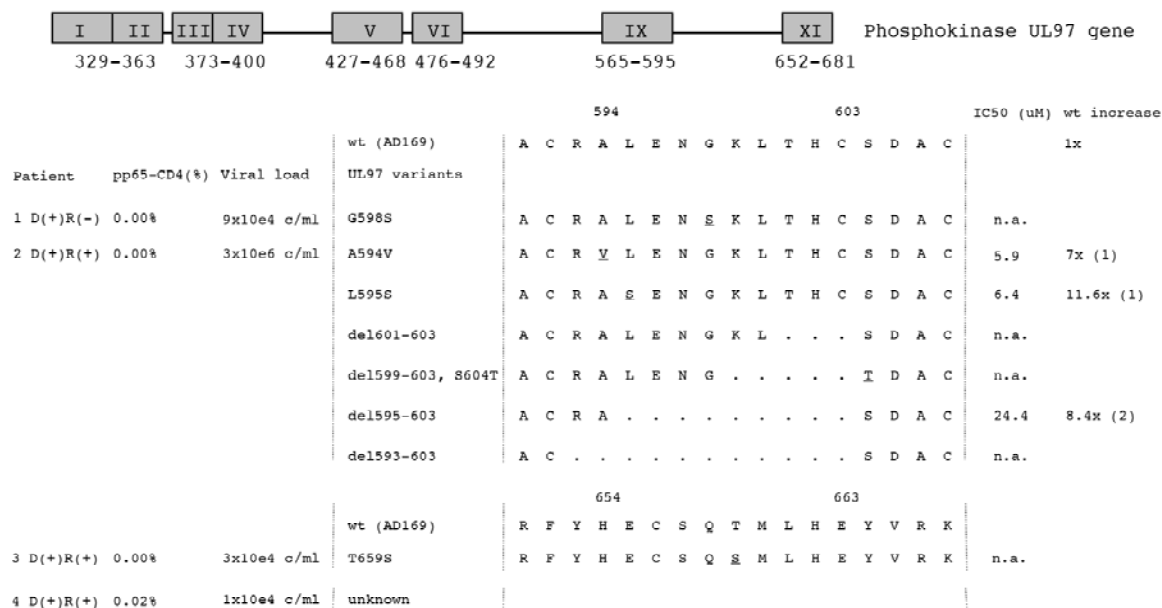 I II III IV V VI IX XI Phosphokinase UL97 gene
329-363 373-400 427-468 476-492 565-595 652-681
594 603 IC50 (uM) wt increase
wt (AD169) A C R A L E N G K L T H C S D A C 1x
Patient pp65-CD4(%) Viral load UL97 variants
1 D(+)R(-) 0.00% 9x10e4 c/ml G598S A C R A L E N S K L T H C S D A C n.a.
2 D(+)R(+) 0.00% 3x10e6 c/ml A594V A C R V L E N G K L T H C S D A C 5.9 7x (1)
L595S A C R A S E N G K L T H C S D A C 6.4 11.6x (1)
del601-603 A C R A L E N G K L . . . S D A C n.a.
del599-603, S604T A C R A L E N G . . . . . T D A C n.a.
del595-603 A C R A . . . . . . . . . S D A C 24.4 8.4x (2)
del593-603 A C . . . . . . . . . . . S D A C n.a.
654 663
wt (AD169) R F Y H E C S Q T M L H E Y V R K
3 D(+)R(+) 0.00% 3x10e4 c/ml T659S R F Y H E C S Q S M L H E Y V R K n.a.
4 D(+)R(+) 0.02% 1x10e4 c/ml unknown